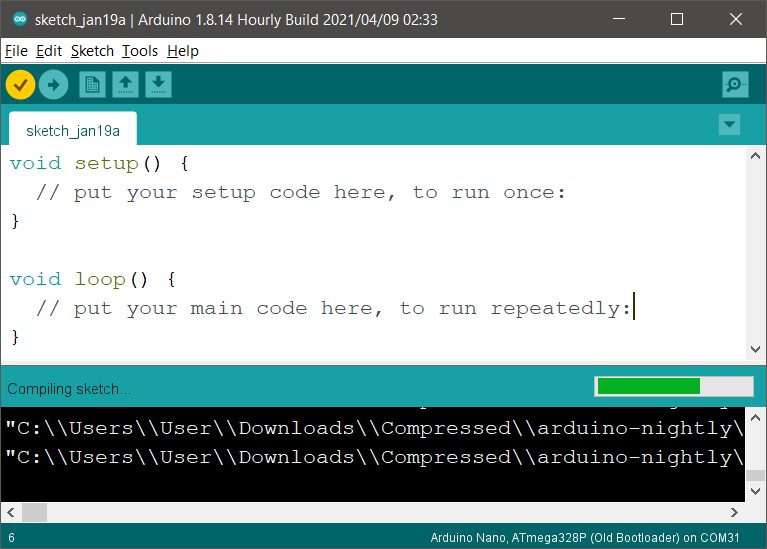 sketch_jan19a | Arduino 1.8.14 Hourly Build 2021/04/09 02:33
File Edit Sketch Tools Help
sketch_jan19a
void setup() {
  // put your setup code here, to run once:
}
void loop() {
  // put your main code here, to run repeatedly:
}
Compiling sketch...
"C:\\Users\\User\\Downloads\\Compressed\\arduino-nightly\
"C:\\Users\\User\\Downloads\\Compressed\\arduino-nightly\
6 Arduino Nano, ATmega328P (Old Bootloader) on COM31